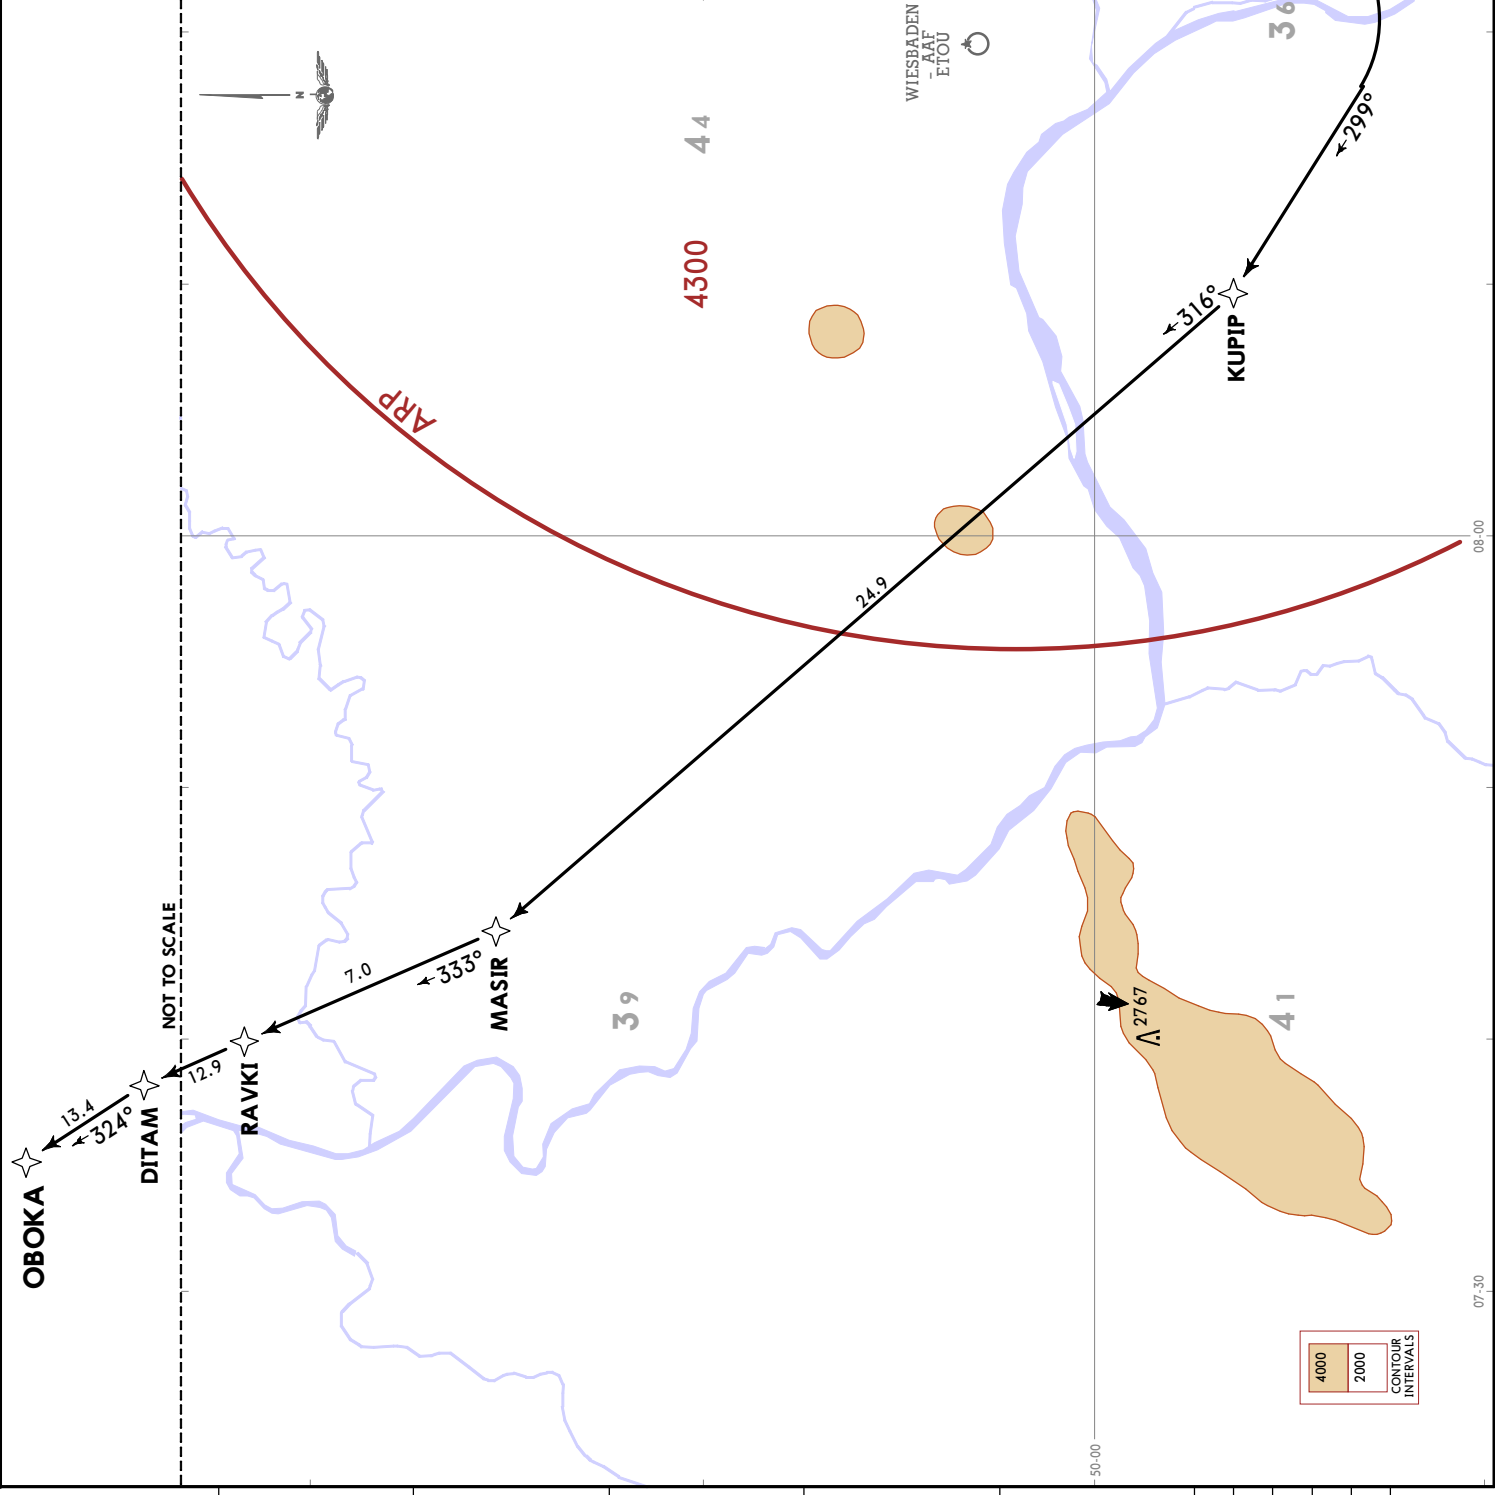 WIESBADEN
- AAF
ETOU
N
44
36
4300
299°
316°
KUPIP
ARP
08-00
24.9
NOT TO SCALE
7.0
333°
MASIR
39
2767
41
12.9
RAVKI
13.4
324°
DITAM
OBOKA
07-30
50-00
4000
2000
CONTOUR
INTERVALS